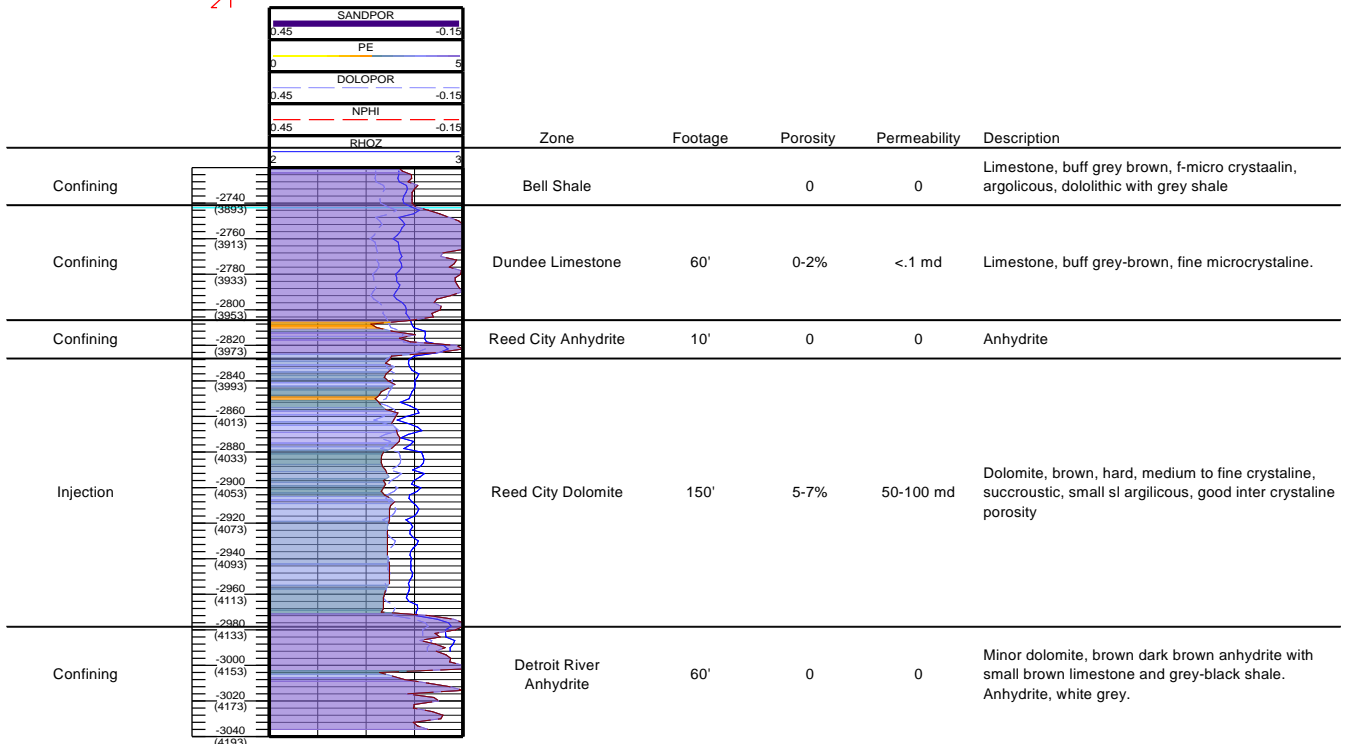 21
SANDPOR
0.45 -0.15
PE
0 5
DOLOPOR
0.45 -0.15
NPHI
0.45 -0.15
RHOZ
2 3
Zone Footage Porosity Permeability Description
Confining
Bell Shale 0 0
Limestone, buff grey brown, f-micro crystaalin,
argolicous, dololithic with grey shale
-2740
(3893)
-2760
(3913)
Confining
Dundee Limestone 60' 0-2% <.1 md Limestone, buff grey-brown, fine microcrystaline.
-2780
(3933)
-2800
(3953)
Confining
Reed City Anhydrite 10' 0 0 Anhydrite
-2820
(3973)
-2840
(3993)
-2860
(4013)
-2880
(4033)
-2900
(4053)
Injection
Reed City Dolomite 150' 5-7% 50-100 md
Dolomite, brown, hard, medium to fine crystaline,
succroustic, small sl argilicous, good inter crystaline
porosity
-2920
(4073)
-2940
(4093)
-2960
(4113)
-2980
(4133)
-3000
(4153)
Confining
Detroit River
Anhydrite
60' 0 0
Minor dolomite, brown dark brown anhydrite with
small brown limestone and grey-black shale.
Anhydrite, white grey.
-3020
(4173)
-3040
(4193)